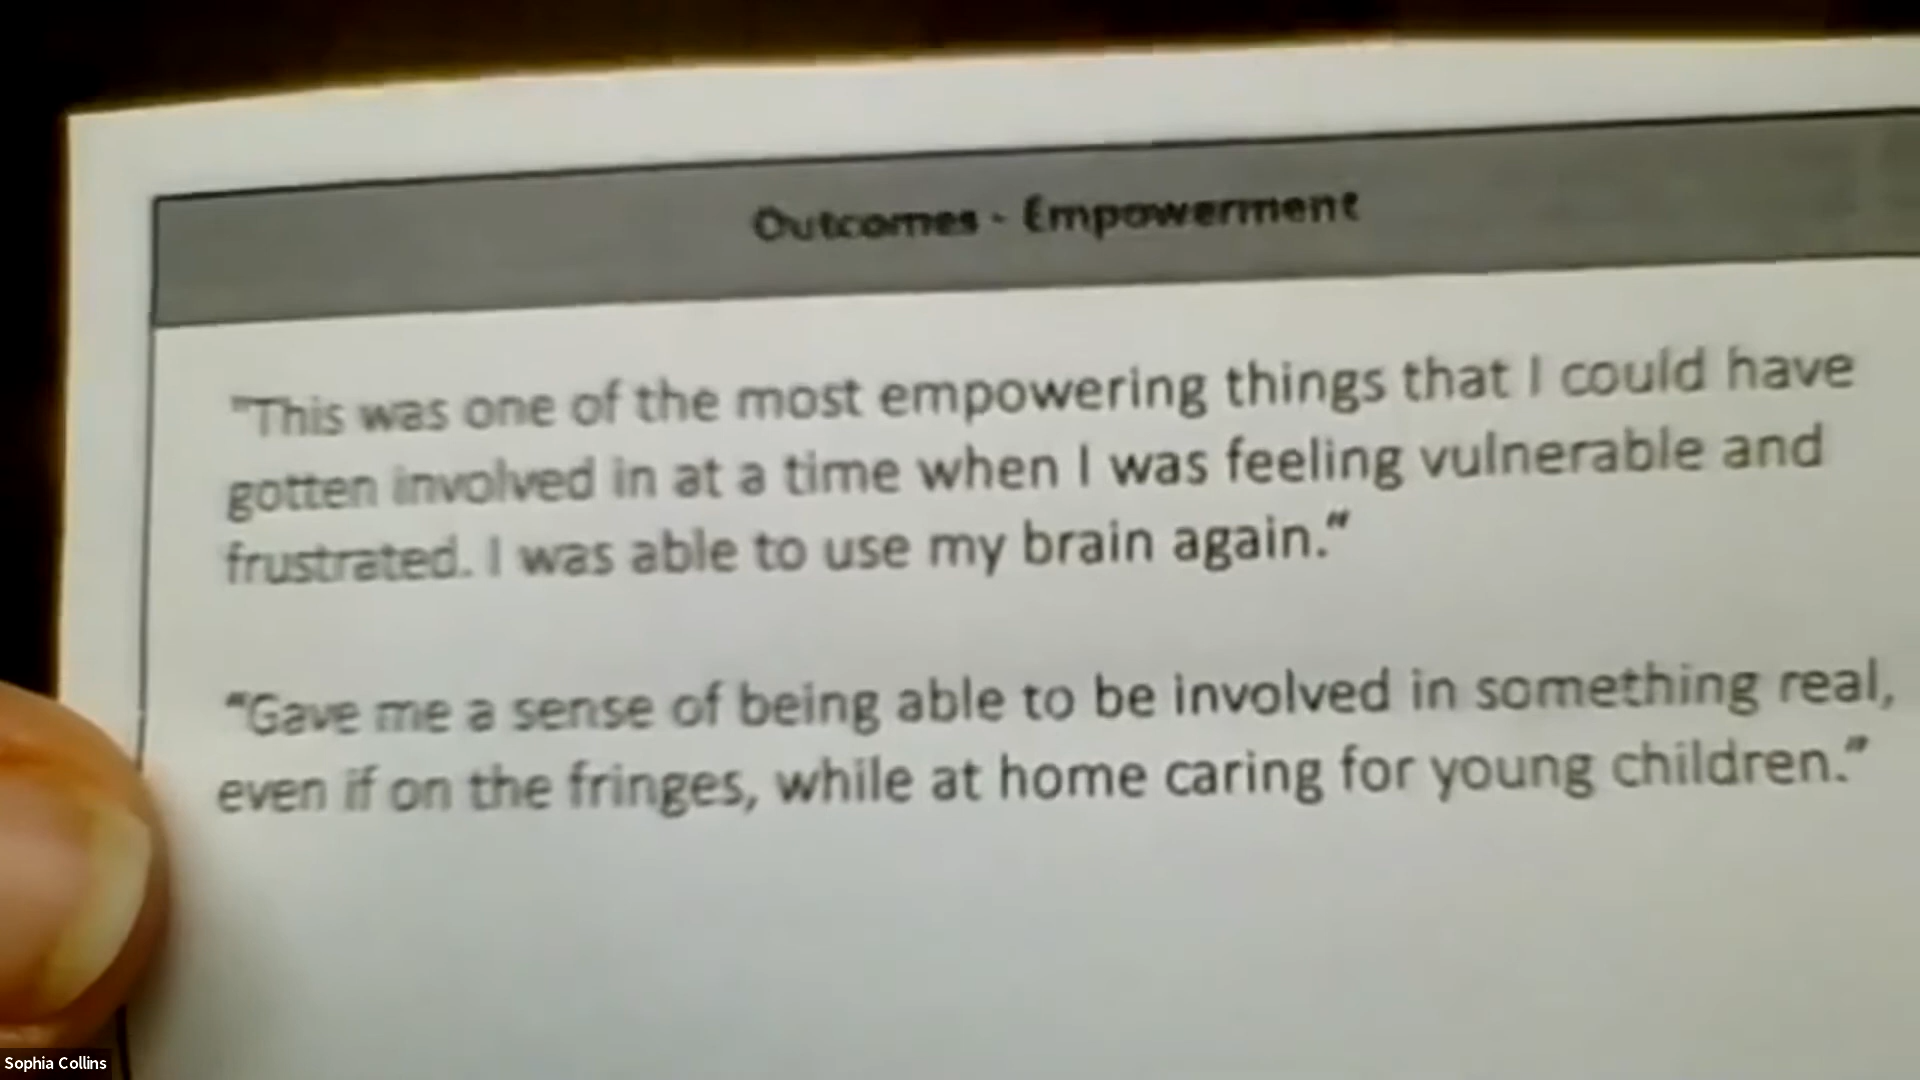 Outcomes - Empowerment
"This was one of the most empowering things that I could have
gotten involved in at a time when I was feeling vulnerable and
frustrated. I was able to use my brain again."
"Gave me a sense of being able to be involved in something real,
even if on the fringes, while at home caring for young children."
Sophia Collins